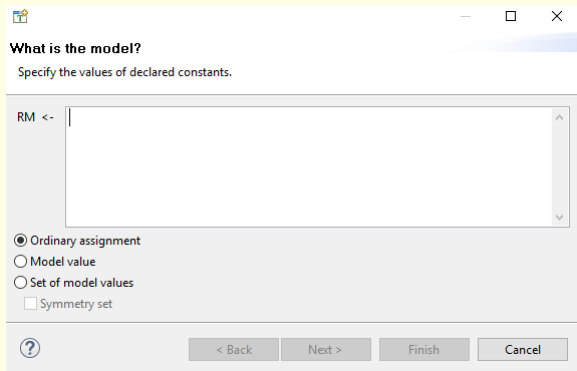 What is the model?
Specify the values of declared constants.
RM <-
Ordinary assignment
Model value
Set of model values
Symmetry set
? < Back Next > Finish Cancel